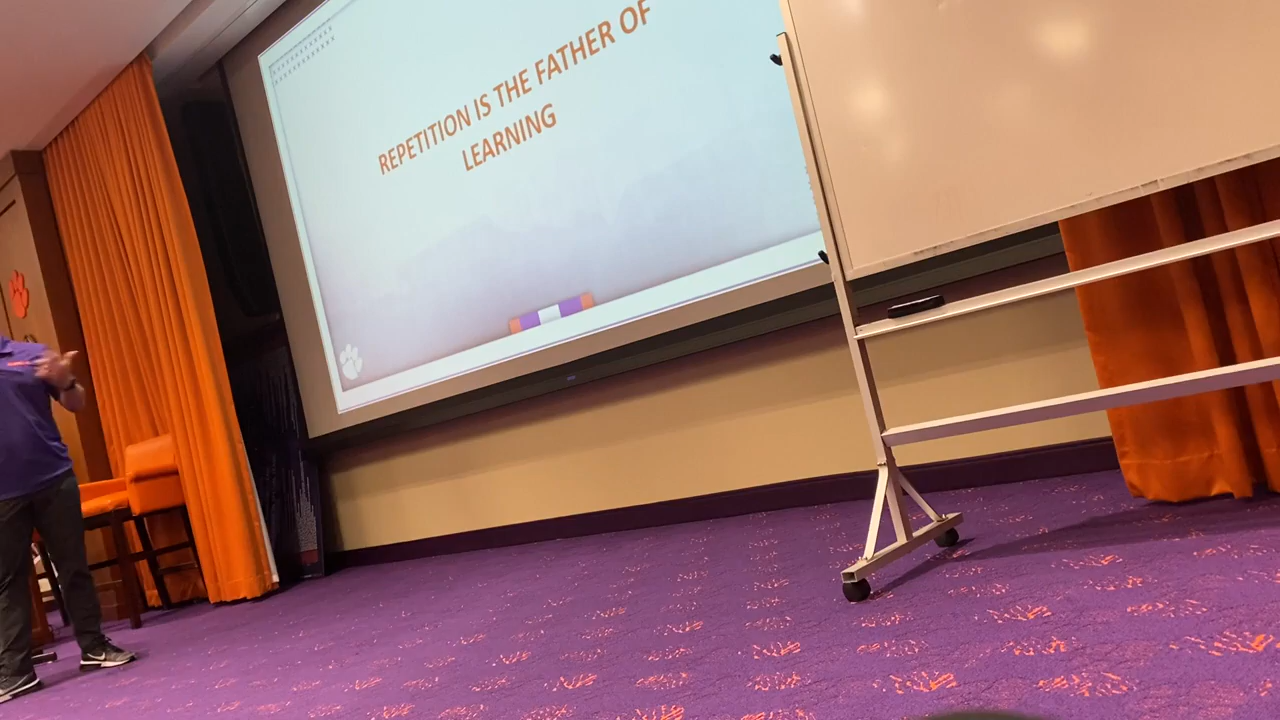 REPETITION IS THE FATHER OF
LEARNING